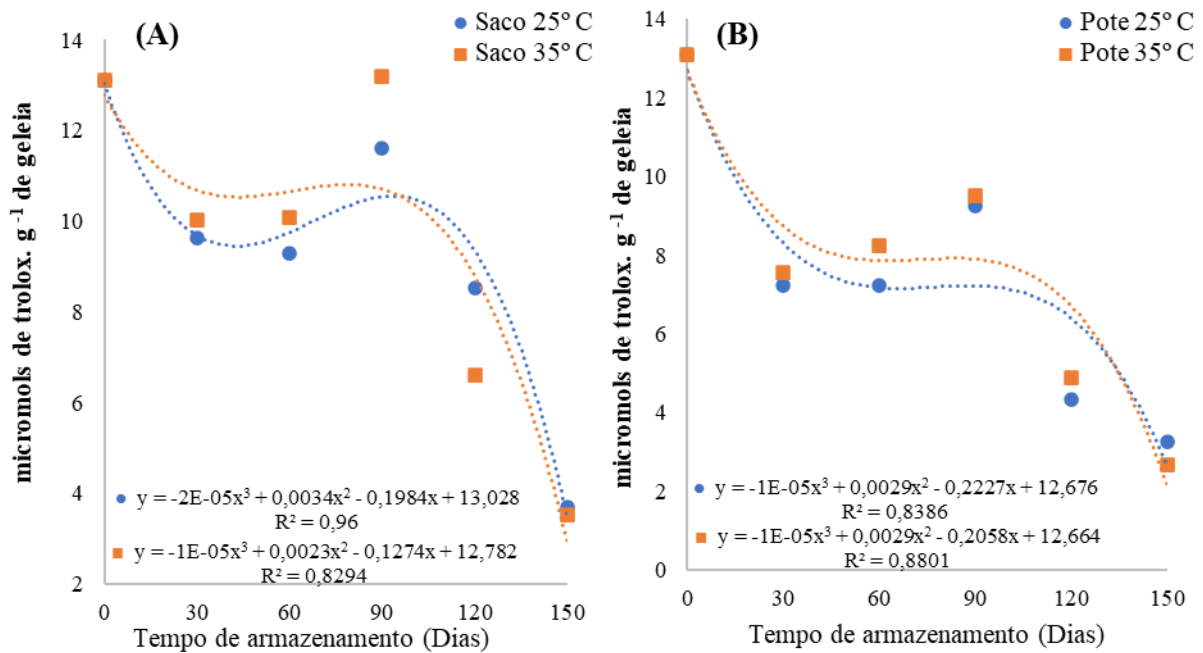 (A)
Saco 25º C
Saco 35º C
micromols de trolox. g ⁻¹ de geleia
14
12
10
8
6
4
2
y = -2E-05x³ + 0,0034x² - 0,1984x + 13,028
R² = 0,96
y = -1E-05x³ + 0,0023x² - 0,1274x + 12,782
R² = 0,8294
0 30 60 90 120 150
Tempo de armazenamento (Dias)
(B)
Pote 25º C
Pote 35º C
micromols de trolox. g ⁻¹ de geleia
14
12
10
8
6
4
2
0
y = -1E-05x³ + 0,0029x² - 0,2227x + 12,676
R² = 0,8386
y = -1E-05x³ + 0,0029x² - 0,2058x + 12,664
R² = 0,8801
0 30 60 90 120 150
Tempo de armazenamento (Dias)